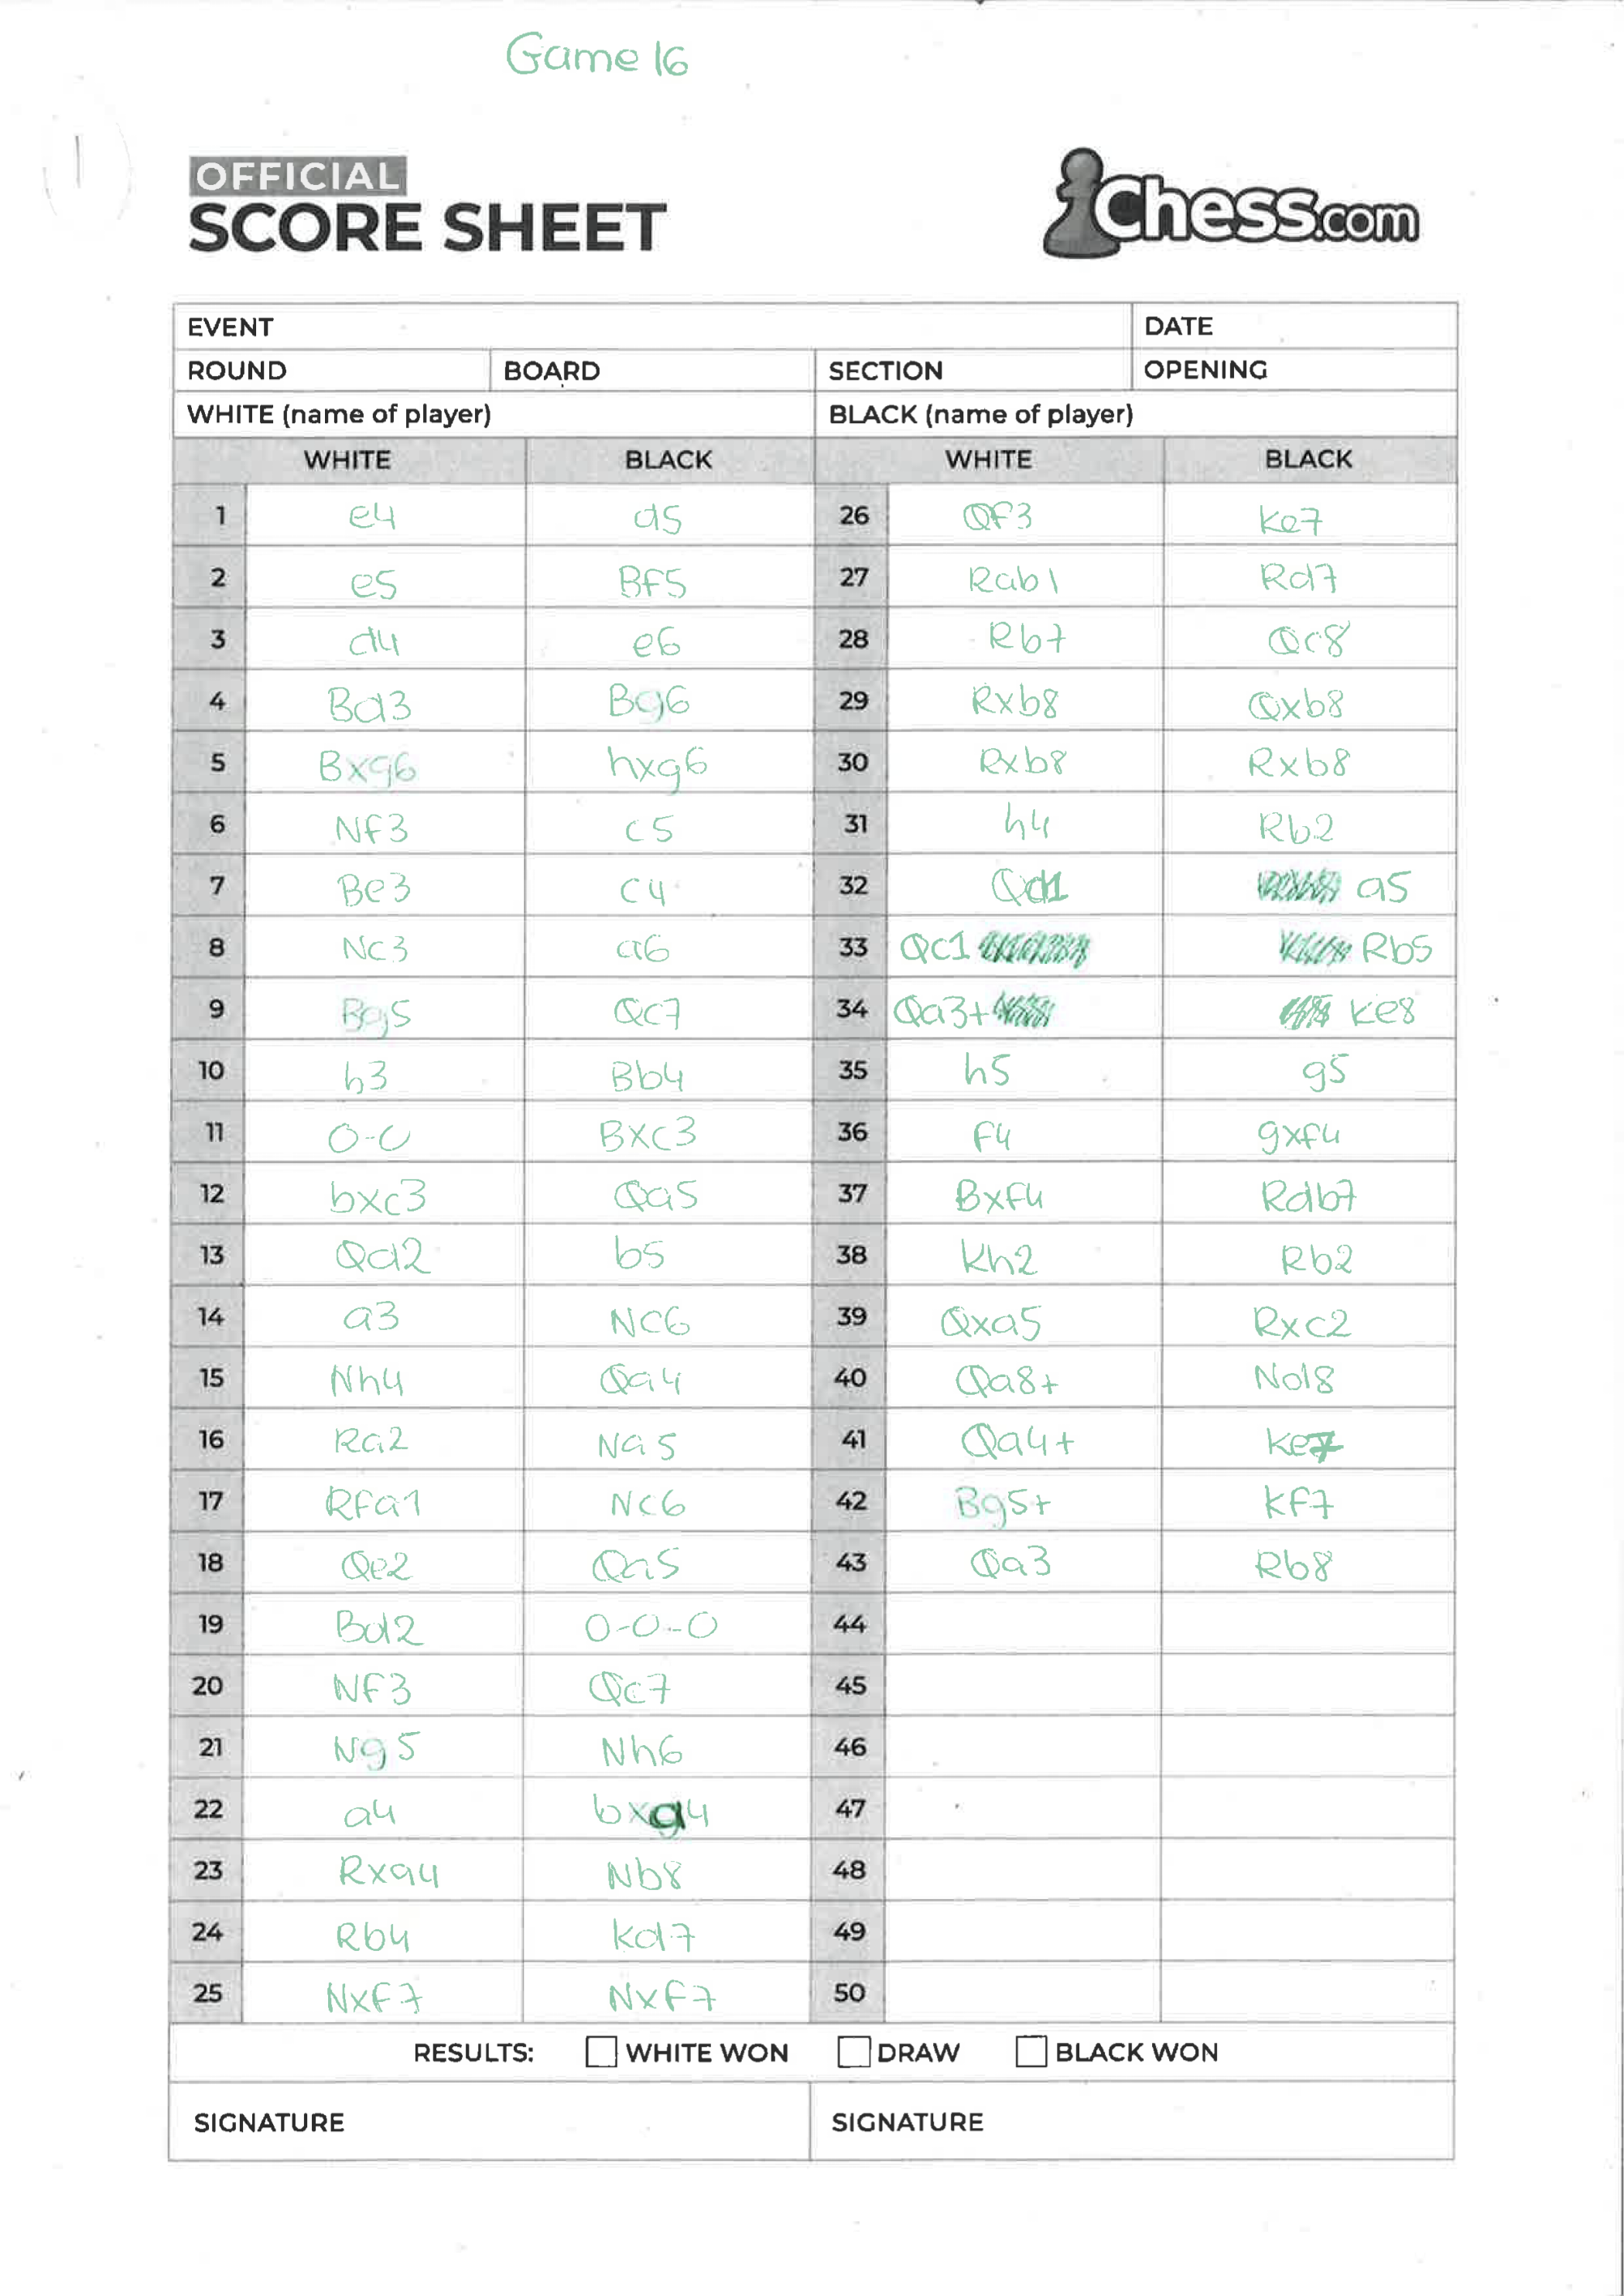 Game 16
1
OFFICIAL
SCORE SHEET
Chess.com
EVENT DATE
ROUND BOARD SECTION OPENING
WHITE (name of player) BLACK (name of player)
WHITE BLACK WHITE BLACK
1 e4 d5 26 QF3 Ke7
2 e5 BF5 27 Rab1 Rd7
3 d4 e6 28 Rb7 Qc8
4 Bd3 Bg6 29 Rxb8 Qxb8
5 Bxg6 hxg6 30 Rxb8 Rxb8
6 NF3 c5 31 h4 Rb2
7 Be3 c4 32 Qd1 a5
8 Nc3 a6 33 Qc1 Rb5
9 Bg5 Qc7 34 Qa3+ Ke8
10 h3 Bb4 35 h5 g5
11 0-0 Bxc3 36 F4 gxf4
12 bxc3 Qa5 37 BxF4 Rdb7
13 Qd2 b5 38 Kh2 Rb2
14 a3 Nc6 39 Qxa5 Rxc2
15 Nh4 Qa4 40 Qa8+ Nd8
16 Ra2 Na5 41 Qa4+ Ke7
17 RFa1 Nc6 42 Bg5+ KF7
18 Qe2 Qa5 43 Qa3 Rb8
19 Bd2 0-0-0 44
20 NF3 Qc7 45
21 Ng5 Nh6 46
22 a4 bxa4 47
23 Rxa4 Nb8 48
24 Rb4 Kd7 49
25 NxF7 NxF7 50
RESULTS: WHITE WON DRAW BLACK WON
SIGNATURE SIGNATURE